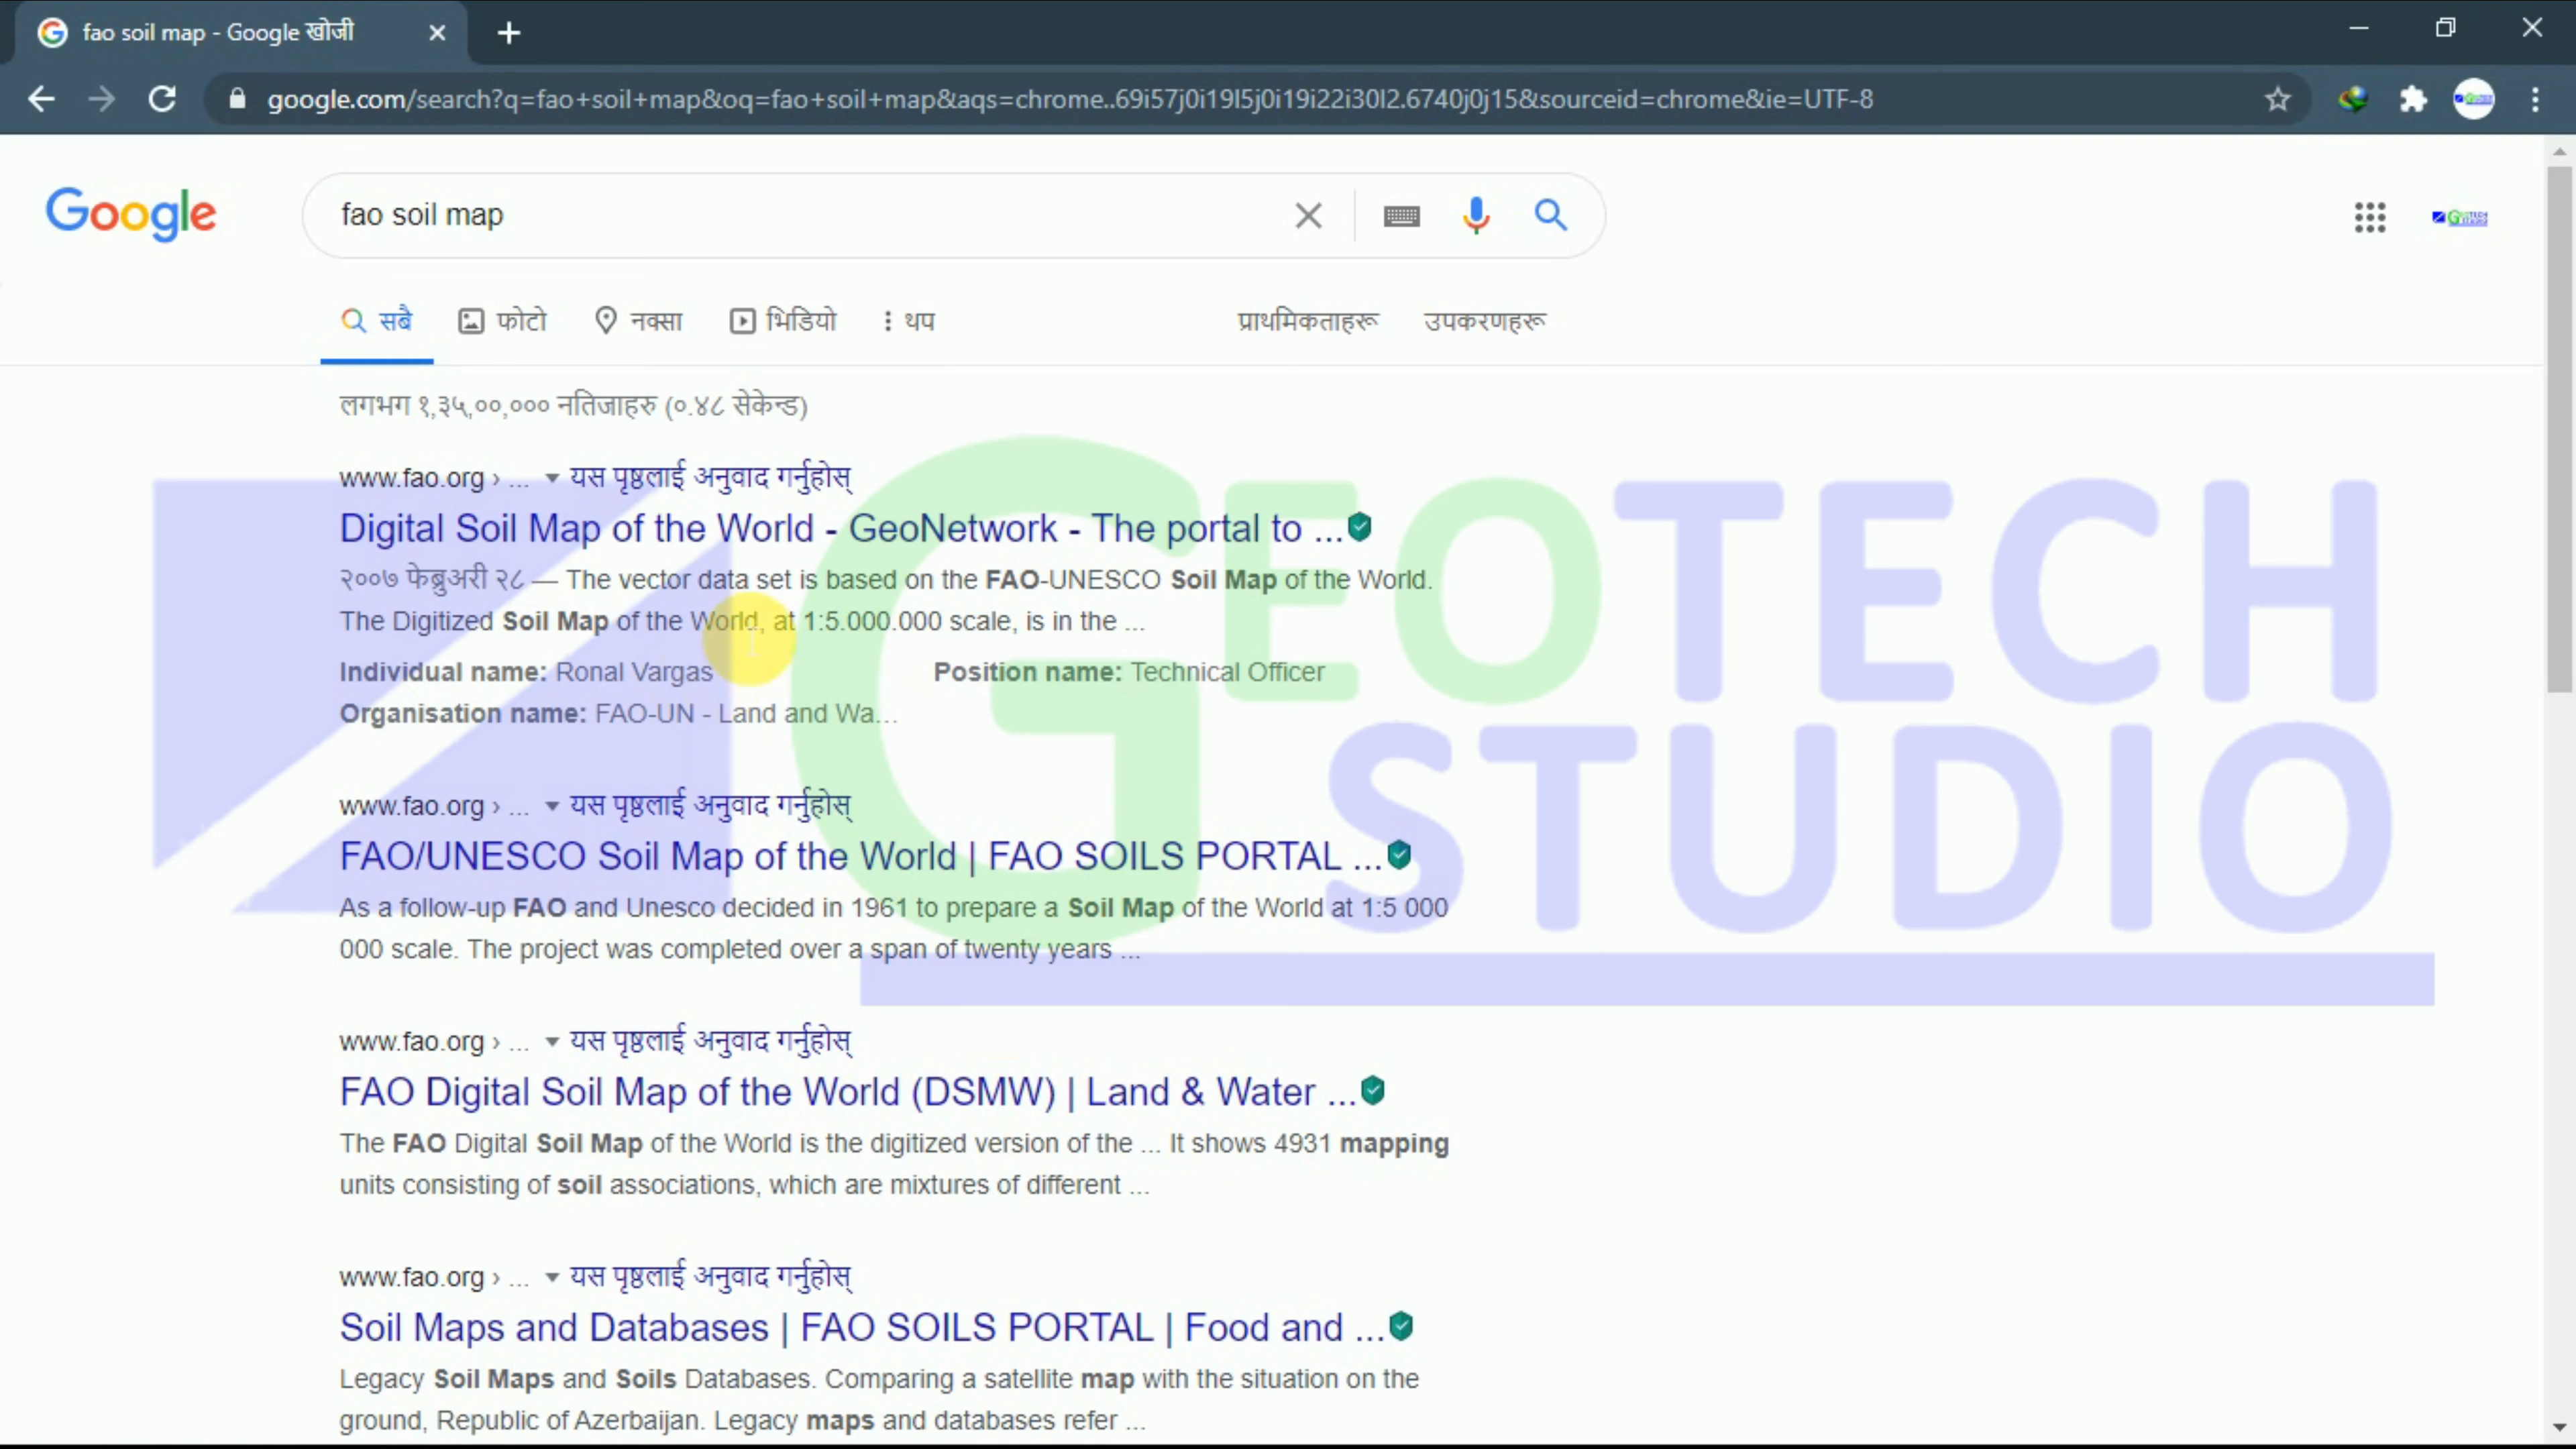 fao soil map - Google खोजी
google.com/search?q=fao+soil+map&oq=fao+soil+map&aqs=chrome..69i57j0i19l5j0i19i22i30l2.6740j0j15&sourceid=chrome&ie=UTF-8
Google
fao soil map
सबै फोटो नक्सा भिडियो थप प्राथमिकताहरू उपकरणहरू
लगभग १,३५,००,००० नतिजाहरु (०.४८ सेकेन्ड)
www.fao.org › ... यस पृष्ठलाई अनुवाद गर्नुहोस्
Digital Soil Map of the World - GeoNetwork - The portal to ...
२००७ फेब्रुअरी २८ — The vector data set is based on the FAO-UNESCO Soil Map of the World.
The Digitized Soil Map of the World, at 1:5.000.000 scale, is in the ...
Individual name: Ronal Vargas Position name: Technical Officer
Organisation name: FAO-UN - Land and Wa...
www.fao.org › ... यस पृष्ठलाई अनुवाद गर्नुहोस्
FAO/UNESCO Soil Map of the World | FAO SOILS PORTAL ...
As a follow-up FAO and Unesco decided in 1961 to prepare a Soil Map of the World at 1:5 000
000 scale. The project was completed over a span of twenty years ...
www.fao.org › ... यस पृष्ठलाई अनुवाद गर्नुहोस्
FAO Digital Soil Map of the World (DSMW) | Land & Water ...
The FAO Digital Soil Map of the World is the digitized version of the ... It shows 4931 mapping
units consisting of soil associations, which are mixtures of different ...
www.fao.org › ... यस पृष्ठलाई अनुवाद गर्नुहोस्
Soil Maps and Databases | FAO SOILS PORTAL | Food and ...
Legacy Soil Maps and Soils Databases. Comparing a satellite map with the situation on the
ground, Republic of Azerbaijan. Legacy maps and databases refer ...
GEOTECH
STUDIO